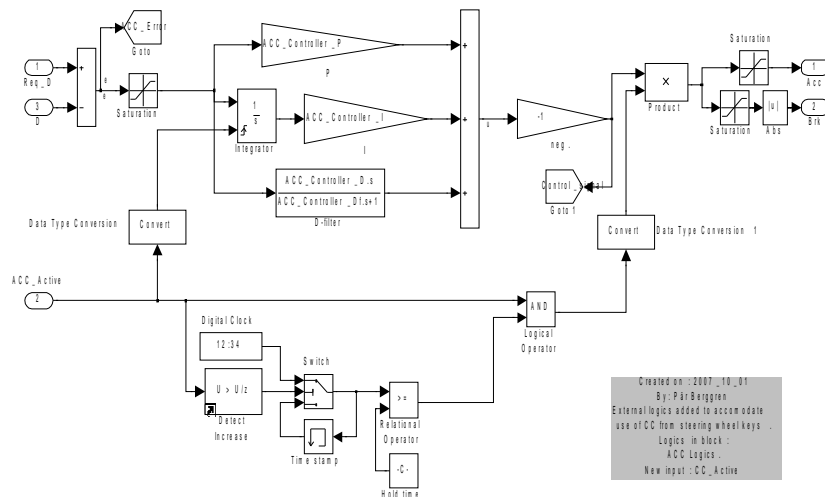 ACC_Error
Goto
1
Req_D
3
D
+
−
e
e
Saturation
ACC_Controller_P
P
1
s
Integrator
ACC_Controller_I
I
ACC_Controller_D.s
ACC_Controller_Df.s+1
D-filter
+
+
+
u
-1
neg.
Control_signal
Goto1
×
Product
Saturation
1
Acc
Saturation
|u|
Abs
2
Brk
Data Type Conversion
Convert
Convert
Data Type Conversion 1
ACC_Active
2
AND
Logical
Operator
Digital Clock
12:34
U > U/z
Detect
Increase
Switch
Time stamp
>=
Relational
Operator
-C-
Hold time
Created on : 2007_10_01
By: Pär Berggren
External logics added to accomodate
use of CC from steering wheel keys .
Logics in block :
ACC Logics .
New input : CC_Active